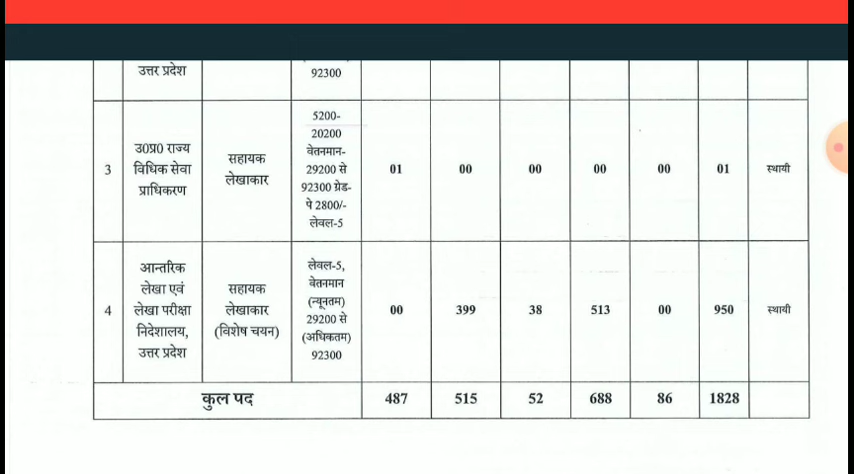 उत्तर प्रदेश
92300
3
उ0प्र0 राज्य
विधिक सेवा
प्राधिकरण
सहायक
लेखाकार
5200-
20200
वेतनमान-
29200 से
92300 ग्रेड-
पे 2800/-
लेवल-5
01
00
00
00
00
01
स्थायी
4
आन्तरिक
लेखा एवं
लेखा परीक्षा
निदेशालय,
उत्तर प्रदेश
सहायक
लेखाकार
(विशेष चयन)
लेवल-5,
वेतनमान
(न्यूनतम)
29200 से
(अधिकतम)
92300
00
399
38
513
00
950
स्थायी
कुल पद
487
515
52
688
86
1828